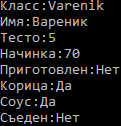 Класс:Varenik
Имя:Вареник
Тесто:5
Начинка:70
Приготовлен:Нет
Корица:Да
Соус:Да
Съеден:Нет